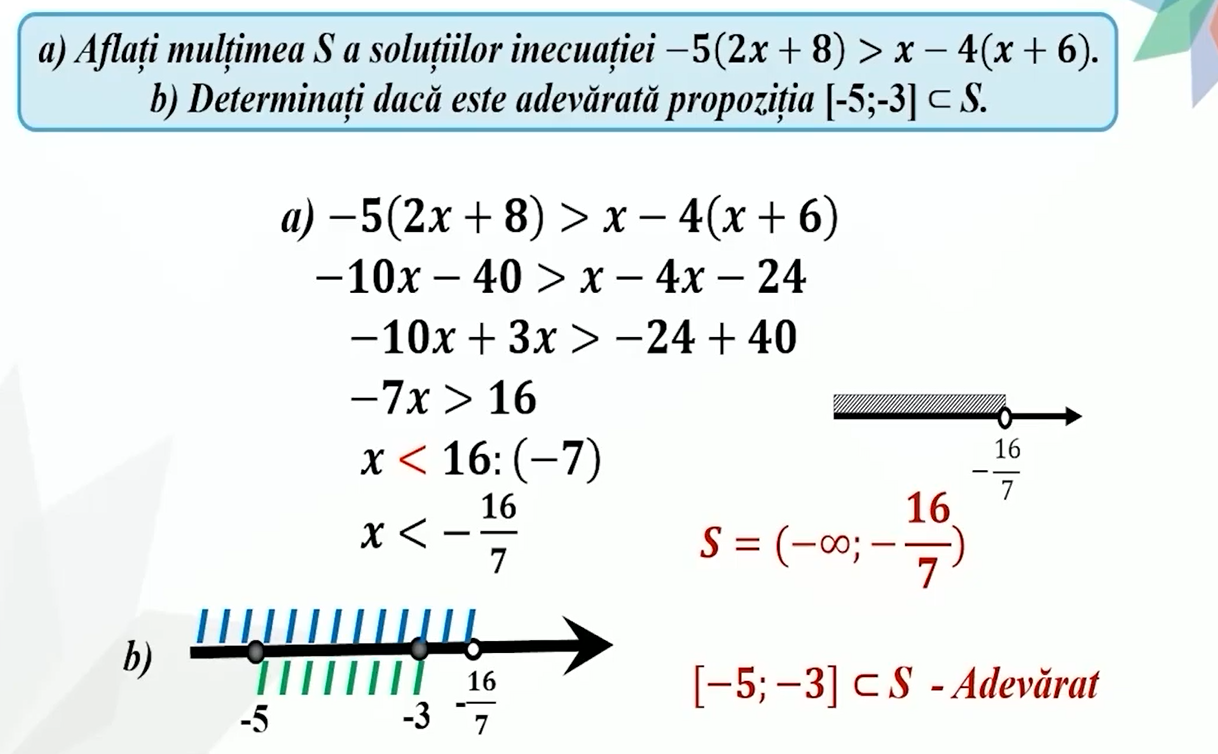 a) Aflați mulțimea S a soluțiilor inecuației −5(2x + 8) > x − 4(x + 6).
b) Determinați dacă este adevărată propoziția [-5;-3] ⊂ S.
a) −5(2x + 8) > x − 4(x + 6)
−10x − 40 > x − 4x − 24
−10x + 3x > −24 + 40
−7x > 16
x < 16: (−7)
x < −16/7
−16/7
S = (−∞; −16/7)
b)
-5 -3 -16/7
[−5; −3] ⊂ S - Adevărat